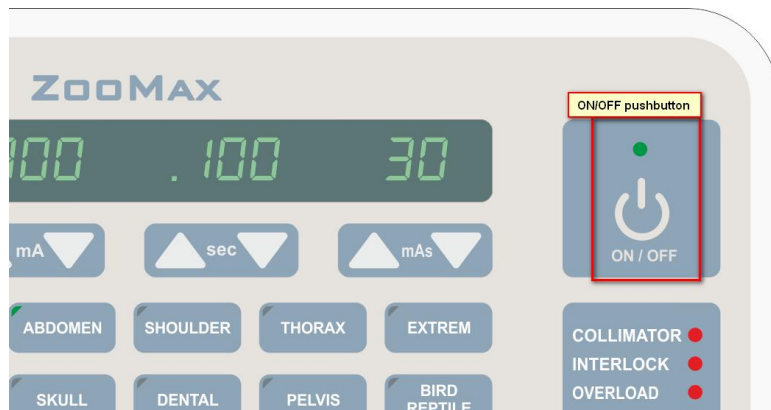 ZOOMAX
ON/OFF pushbutton
.100 30
mA sec mAs
ON / OFF
ABDOMEN SHOULDER THORAX EXTREM
COLLIMATOR
INTERLOCK
SKULL DENTAL PELVIS BIRD
REPTILE
OVERLOAD